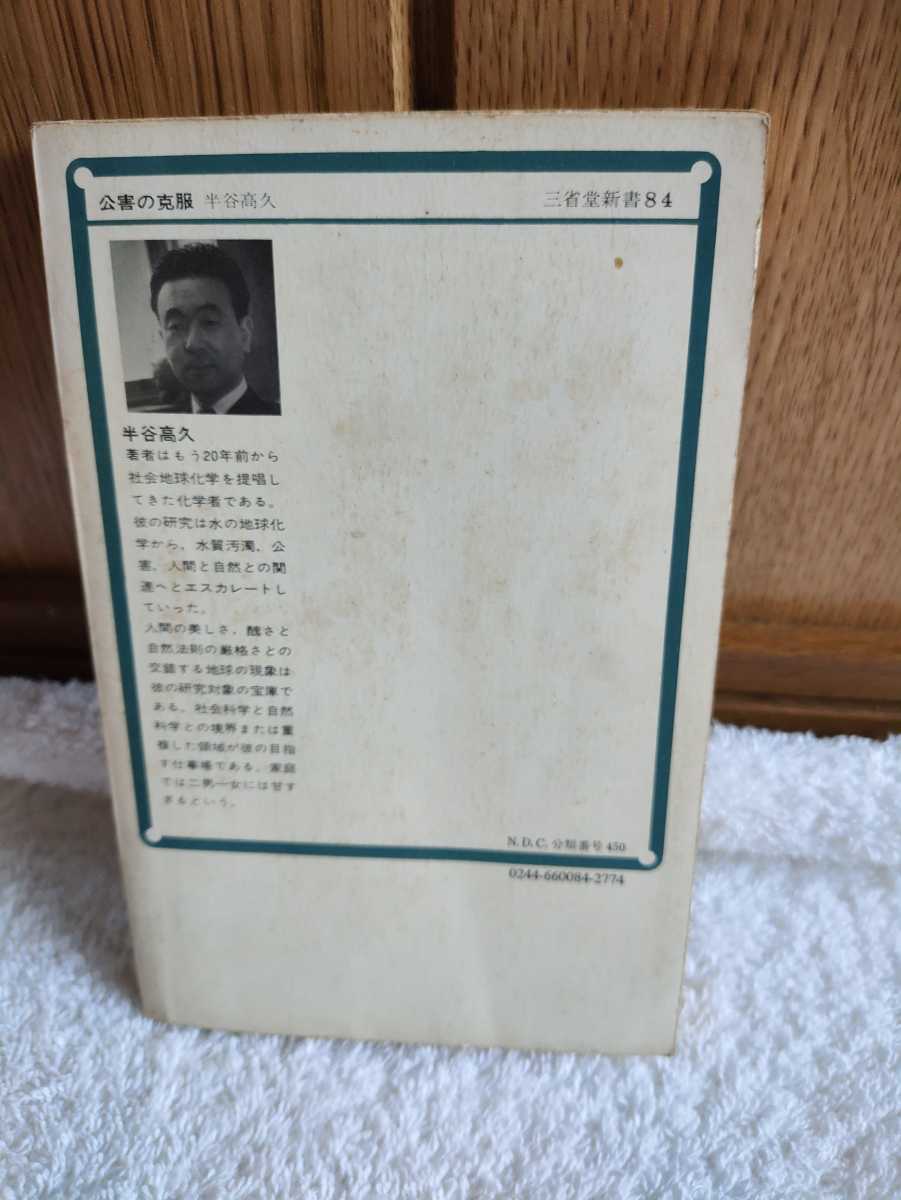 公害の克服 半谷高久
三省堂新書84
半谷高久
著者はもう20年前から
社会地球化学を提唱し
てきた化学者である。
彼の研究は水の地球化
学から、水質汚濁、公
害、人間と自然との関
連へとエスカレートし
ていった。
人間の美しさ、醜さと
自然法則の厳格さとの
交錯する地球の現象は
彼の研究対象の宝庫で
ある。社会科学と自然
科学との境界または重
複した領域が彼の目指
す仕事場である。家庭
では二男一女には甘す
ぎるという。
N.D.C.分類番号450
0244-660084-2774